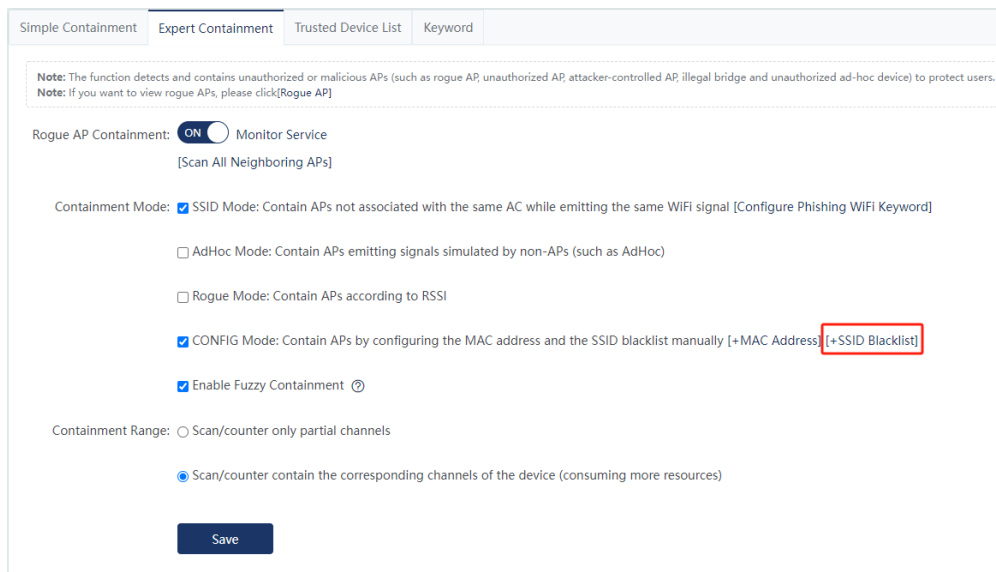 Simple Containment Expert Containment Trusted Device List Keyword
Note: The function detects and contains unauthorized or malicious APs (such as rogue AP, unauthorized AP, attacker-controlled AP, illegal bridge and unauthorized ad-hoc device) to protect users.
Note: If you want to view rogue APs, please click[Rogue AP]
Rogue AP Containment: ON Monitor Service
[Scan All Neighboring APs]
Containment Mode: SSID Mode: Contain APs not associated with the same AC while emitting the same WiFi signal [Configure Phishing WiFi Keyword]
AdHoc Mode: Contain APs emitting signals simulated by non-APs (such as AdHoc)
Rogue Mode: Contain APs according to RSSI
CONFIG Mode: Contain APs by configuring the MAC address and the SSID blacklist manually [+MAC Address] [+SSID Blacklist]
Enable Fuzzy Containment ?
Containment Range: Scan/counter only partial channels
Scan/counter contain the corresponding channels of the device (consuming more resources)
Save